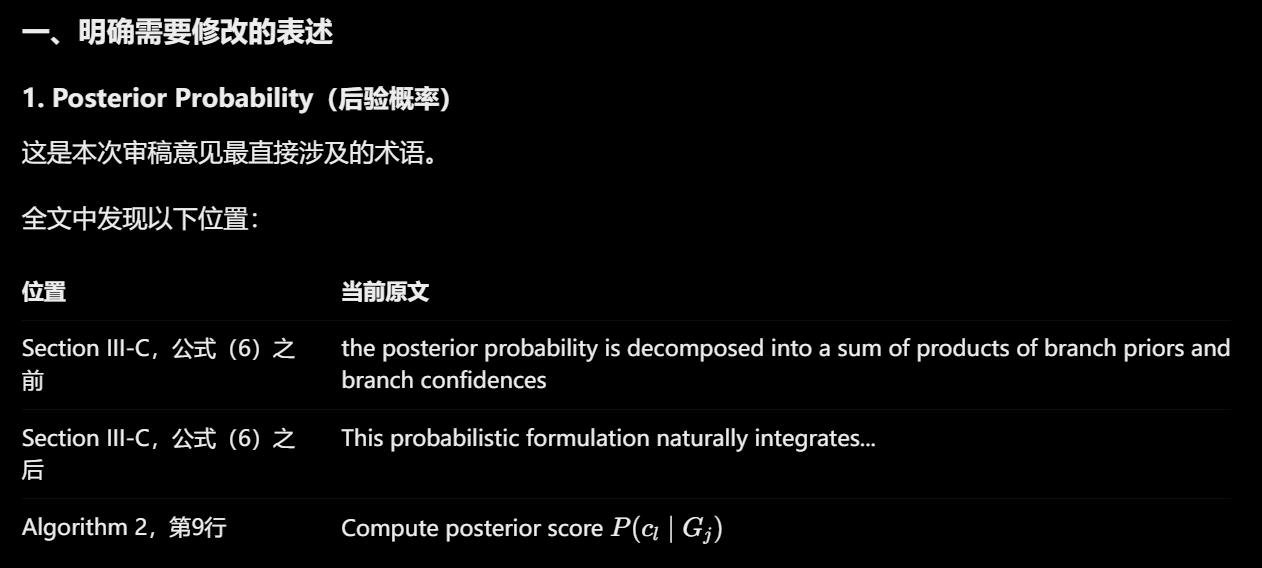 一、明确需要修改的表述
1. Posterior Probability（后验概率）
这是本次审稿意见最直接涉及的术语。
全文中发现以下位置：
位置 当前原文
Section III-C，公式（6）之前 the posterior probability is decomposed into a sum of products of branch priors and branch confidences
Section III-C，公式（6）之后 This probabilistic formulation naturally integrates...
Algorithm 2，第9行 Compute posterior score P(c_l | G_j)